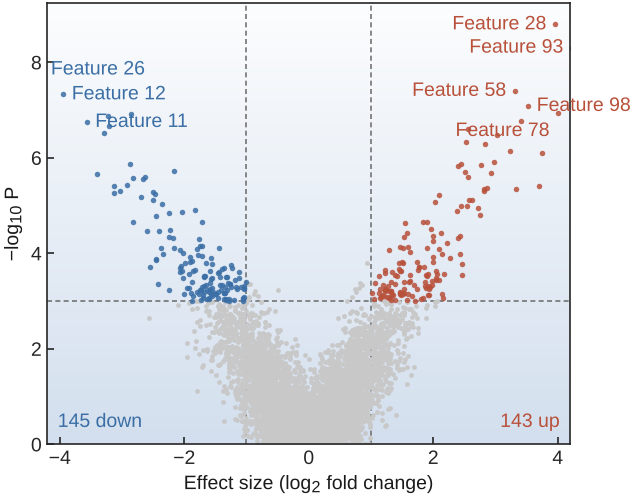 Feature 28
Feature 93
Feature 26
Feature 58
Feature 12
Feature 98
Feature 11
Feature 78
8
6
4
2
0
−log10 P
145 down
143 up
−4
−2
0
2
4
Effect size (log2 fold change)